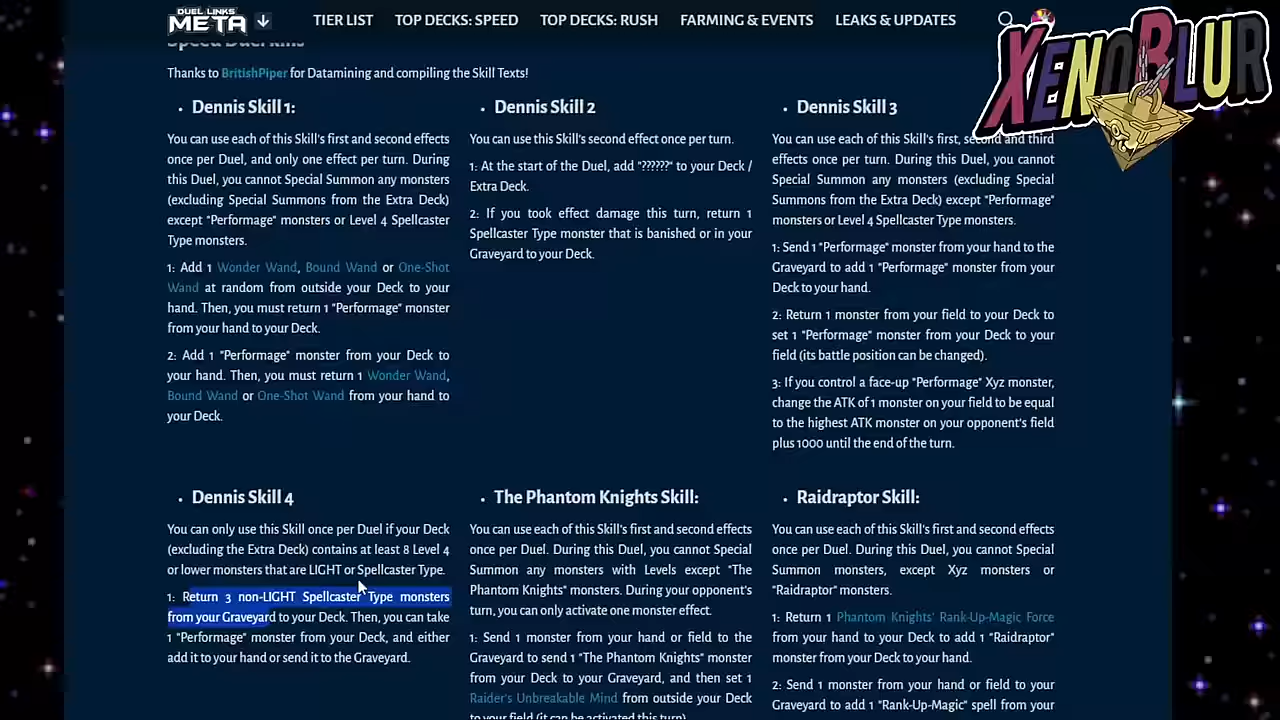 DUEL LINKS
META
TIER LIST
TOP DECKS: SPEED
TOP DECKS: RUSH
FARMING & EVENTS
LEAKS & UPDATES
XENOBLUR
Thanks to BritishPiper for Datamining and compiling the Skill Texts!
• Dennis Skill 1:
You can use each of this Skill's first and second effects
once per Duel, and only one effect per turn. During
this Duel, you cannot Special Summon any monsters
(excluding Special Summons from the Extra Deck)
except "Performage" monsters or Level 4 Spellcaster
Type monsters.
1: Add 1 Wonder Wand, Bound Wand or One-Shot
Wand at random from outside your Deck to your
hand. Then, you must return 1 "Performage" monster
from your hand to your Deck.
2: Add 1 "Performage" monster from your Deck to
your hand. Then, you must return 1 Wonder Wand,
Bound Wand or One-Shot Wand from your hand to
your Deck.
• Dennis Skill 2
You can use this Skill's second effect once per turn.
1: At the start of the Duel, add "??????" to your Deck /
Extra Deck.
2: If you took effect damage this turn, return 1
Spellcaster Type monster that is banished or in your
Graveyard to your Deck.
• Dennis Skill 3
You can use each of this Skill's first, second and third
effects once per turn. During this Duel, you cannot
Special Summon any monsters (excluding Special
Summons from the Extra Deck) except "Performage"
monsters or Level 4 Spellcaster Type monsters.
1: Send 1 "Performage" monster from your hand to the
Graveyard to add 1 "Performage" monster from your
Deck to your hand.
2: Return 1 monster from your field to your Deck to
set 1 "Performage" monster from your Deck to your
field (its battle position can be changed).
3: If you control a face-up "Performage" Xyz monster,
change the ATK of 1 monster on your field to be equal
to the highest ATK monster on your opponent's field
plus 1000 until the end of the turn.
• Dennis Skill 4
You can only use this Skill once per Duel if your Deck
(excluding the Extra Deck) contains at least 8 Level 4
or lower monsters that are LIGHT or Spellcaster Type.
1: Return 3 non-LIGHT Spellcaster Type monsters
from your Graveyard to your Deck. Then, you can take
1 "Performage" monster from your Deck, and either
add it to your hand or send it to the Graveyard.
• The Phantom Knights Skill:
You can use each of this Skill's first and second effects
once per Duel. During this Duel, you cannot Special
Summon any monsters with Levels except "The
Phantom Knights" monsters. During your opponent's
turn, you can only activate one monster effect.
1: Send 1 monster from your hand or field to the
Graveyard to send 1 "The Phantom Knights" monster
from your Deck to your Graveyard, and then set 1
Raider's Unbreakable Mind from outside your Deck
to your field (it can be activated this turn)
• Raidraptor Skill:
You can use each of this Skill's first and second effects
once per Duel. During this Duel, you cannot Special
Summon monsters, except Xyz monsters or
"Raidraptor" monsters.
1: Return 1 Phantom Knights' Rank-Up-Magic Force
from your hand to your Deck to add 1 "Raidraptor"
monster from your Deck to your hand.
2: Send 1 monster from your hand or field to your
Graveyard to add 1 "Rank-Up-Magic" spell from your